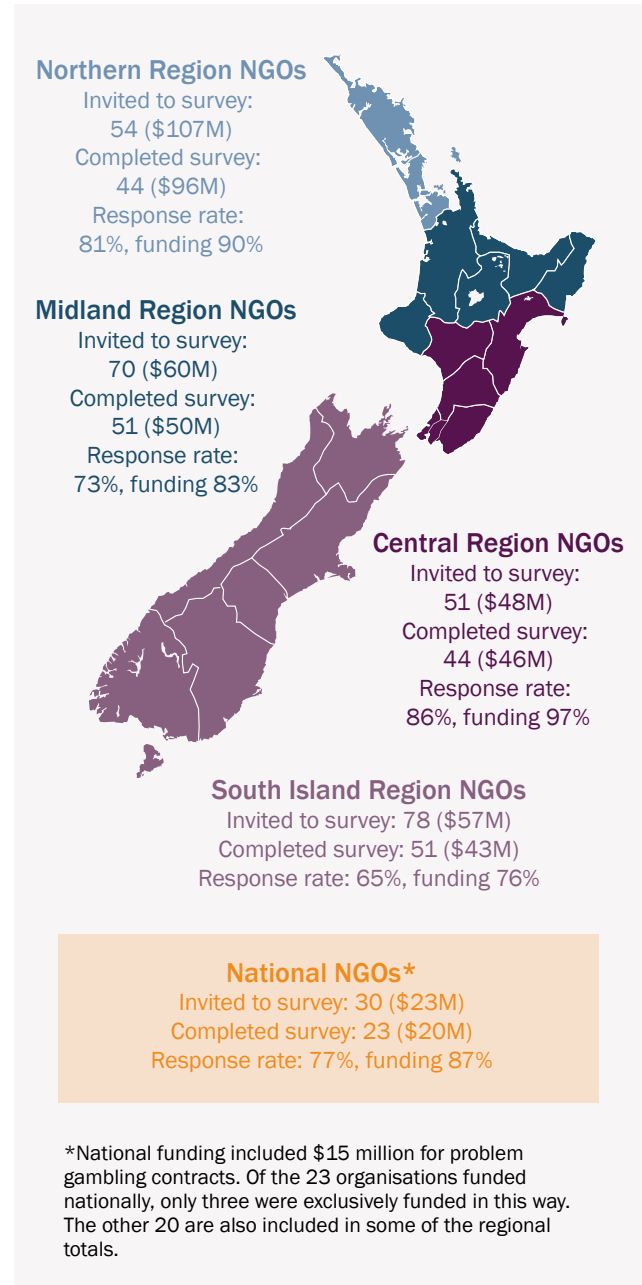 Northern Region NGOs
Invited to survey:
54 ($107M)
Completed survey:
44 ($96M)
Response rate:
81%, funding 90%
Midland Region NGOs
Invited to survey:
70 ($60M)
Completed survey:
51 ($50M)
Response rate:
73%, funding 83%
Central Region NGOs
Invited to survey:
51 ($48M)
Completed survey:
44 ($46M)
Response rate:
86%, funding 97%
South Island Region NGOs
Invited to survey: 78 ($57M)
Completed survey: 51 ($43M)
Response rate: 65%, funding 76%
National NGOs*
Invited to survey: 30 ($23M)
Completed survey: 23 ($20M)
Response rate: 77%, funding 87%
*National funding included $15 million for problem
gambling contracts. Of the 23 organisations funded
nationally, only three were exclusively funded in this way.
The other 20 are also included in some of the regional
totals.